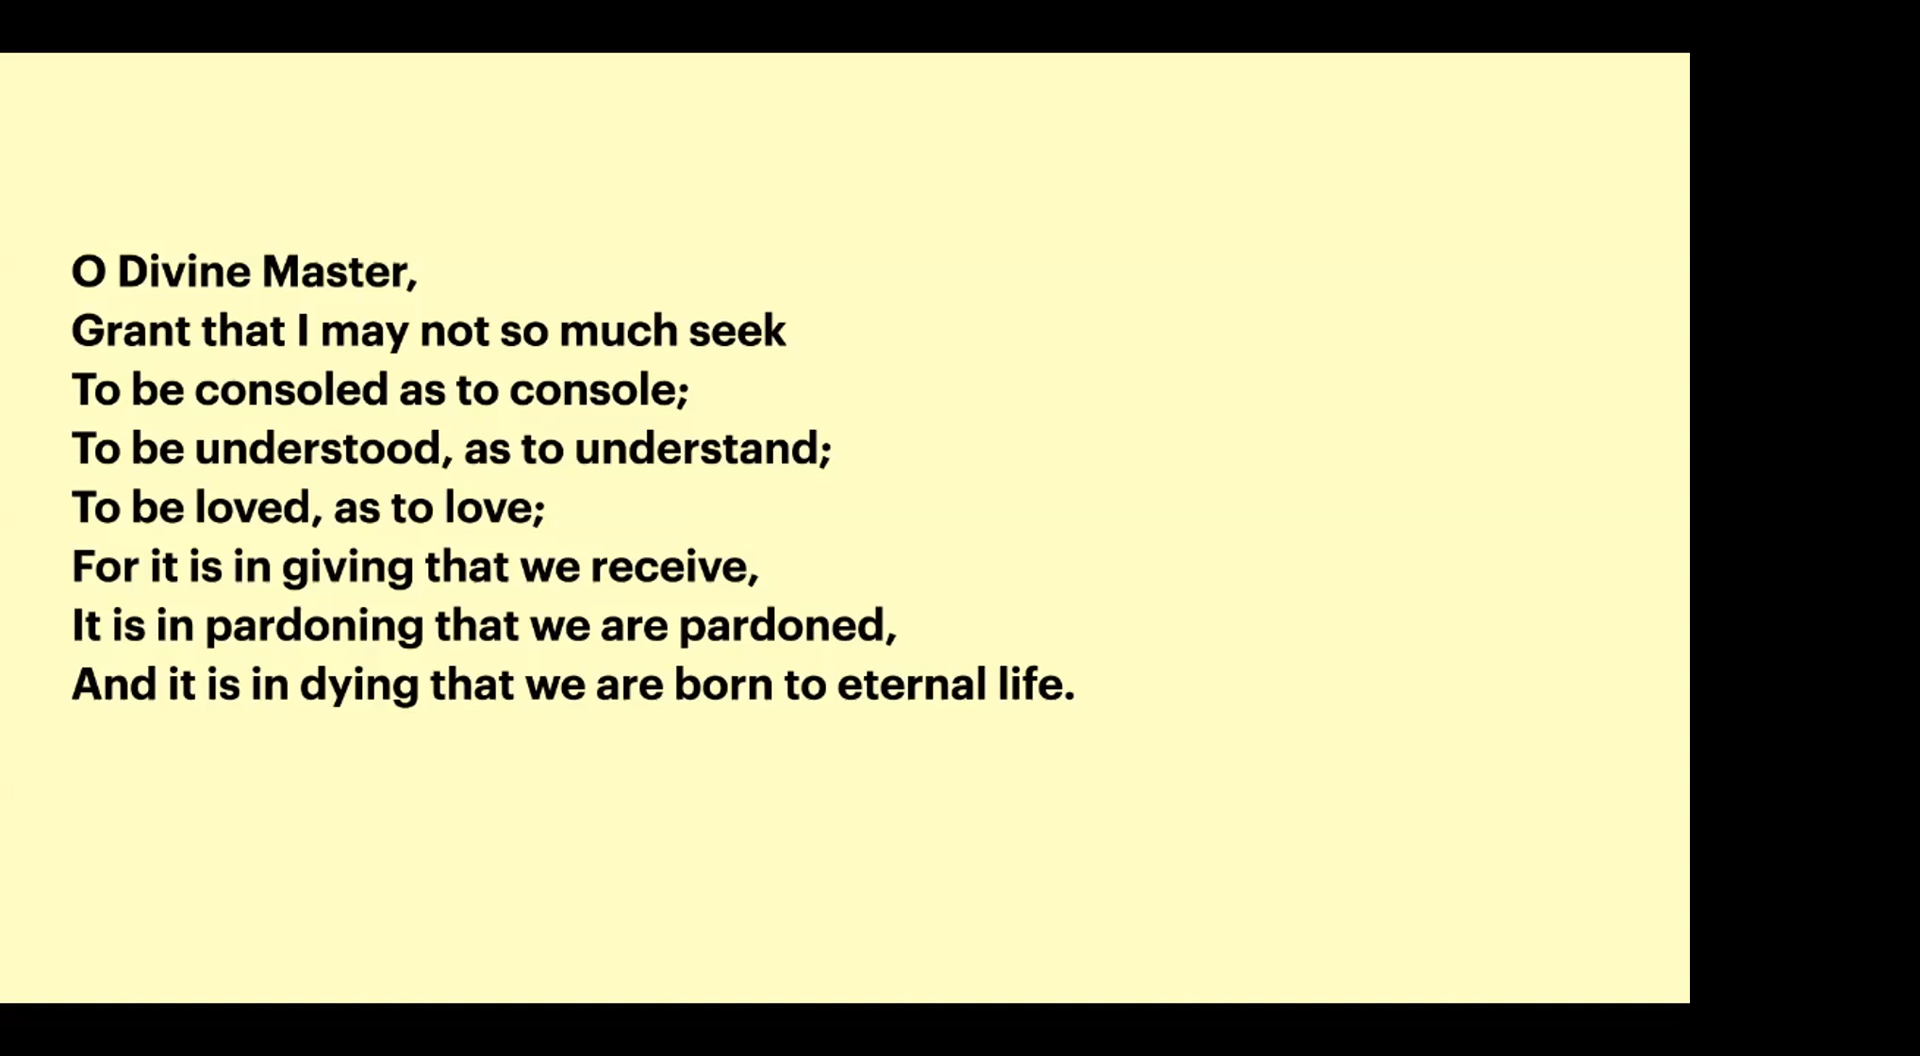 O Divine Master,
Grant that I may not so much seek
To be consoled as to console;
To be understood, as to understand;
To be loved, as to love;
For it is in giving that we receive,
It is in pardoning that we are pardoned,
And it is in dying that we are born to eternal life.